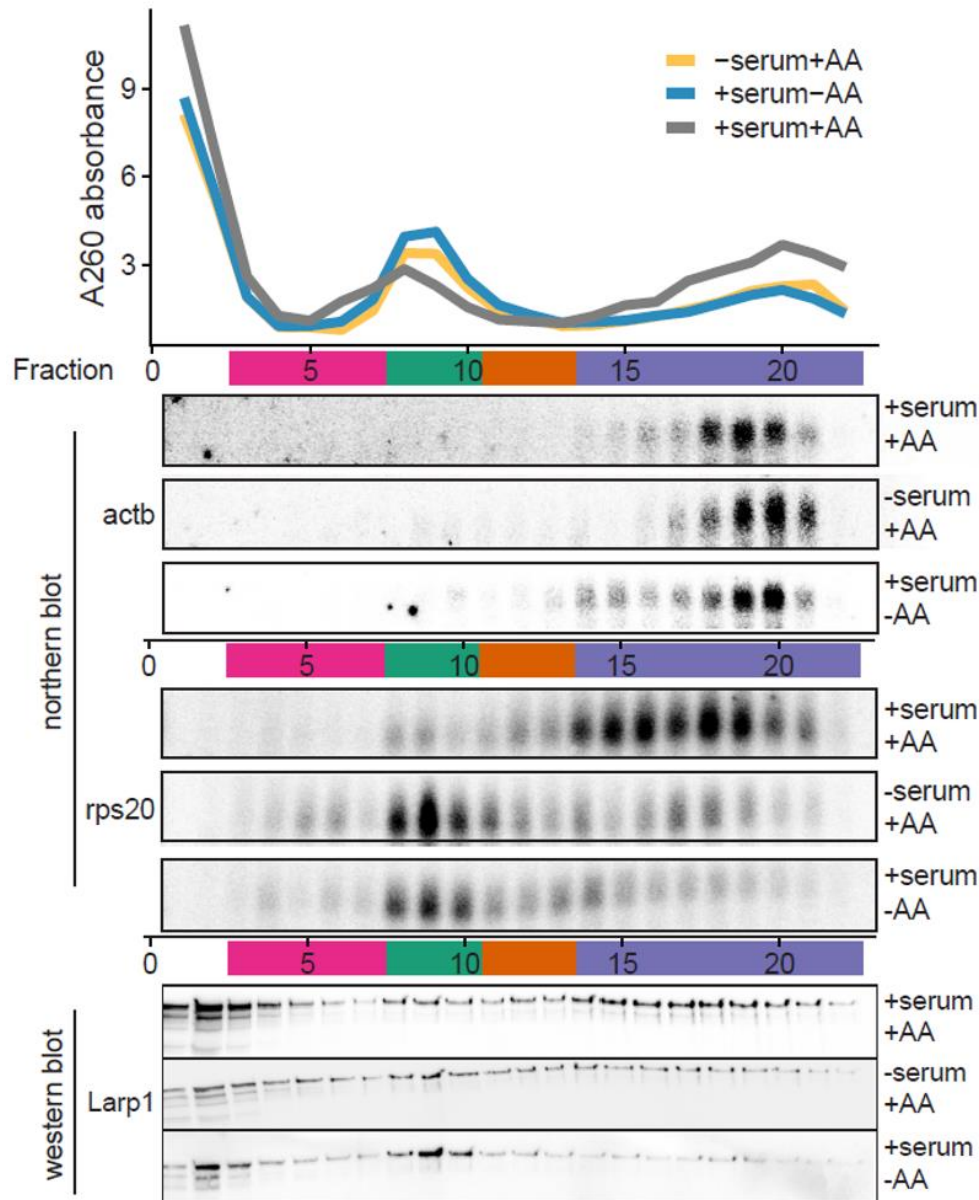 A260 absorbance
9
6
3
−serum+AA
+serum−AA
+serum+AA
Fraction
0 5 10 15 20
northern blot
actb
+serum
+AA
-serum
+AA
+serum
-AA
0 5 10 15 20
rps20
+serum
+AA
-serum
+AA
+serum
-AA
0 5 10 15 20
western blot
Larp1
+serum
+AA
-serum
+AA
+serum
-AA